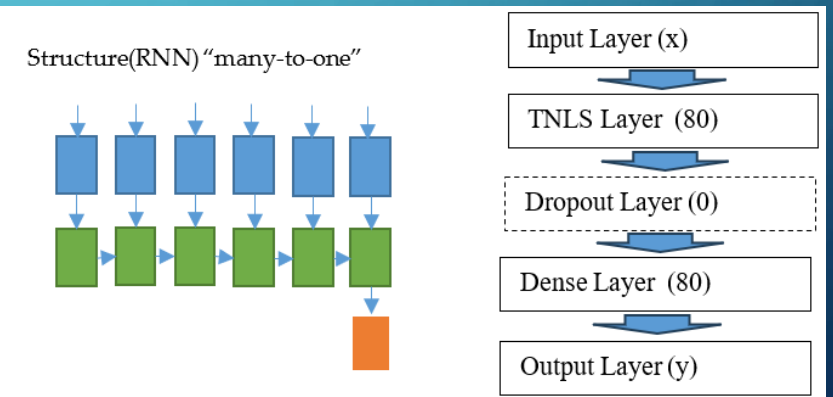 Structure(RNN) “many-to-one”
Input Layer (x)
TNLS Layer (80)
Dropout Layer (0)
Dense Layer (80)
Output Layer (y)